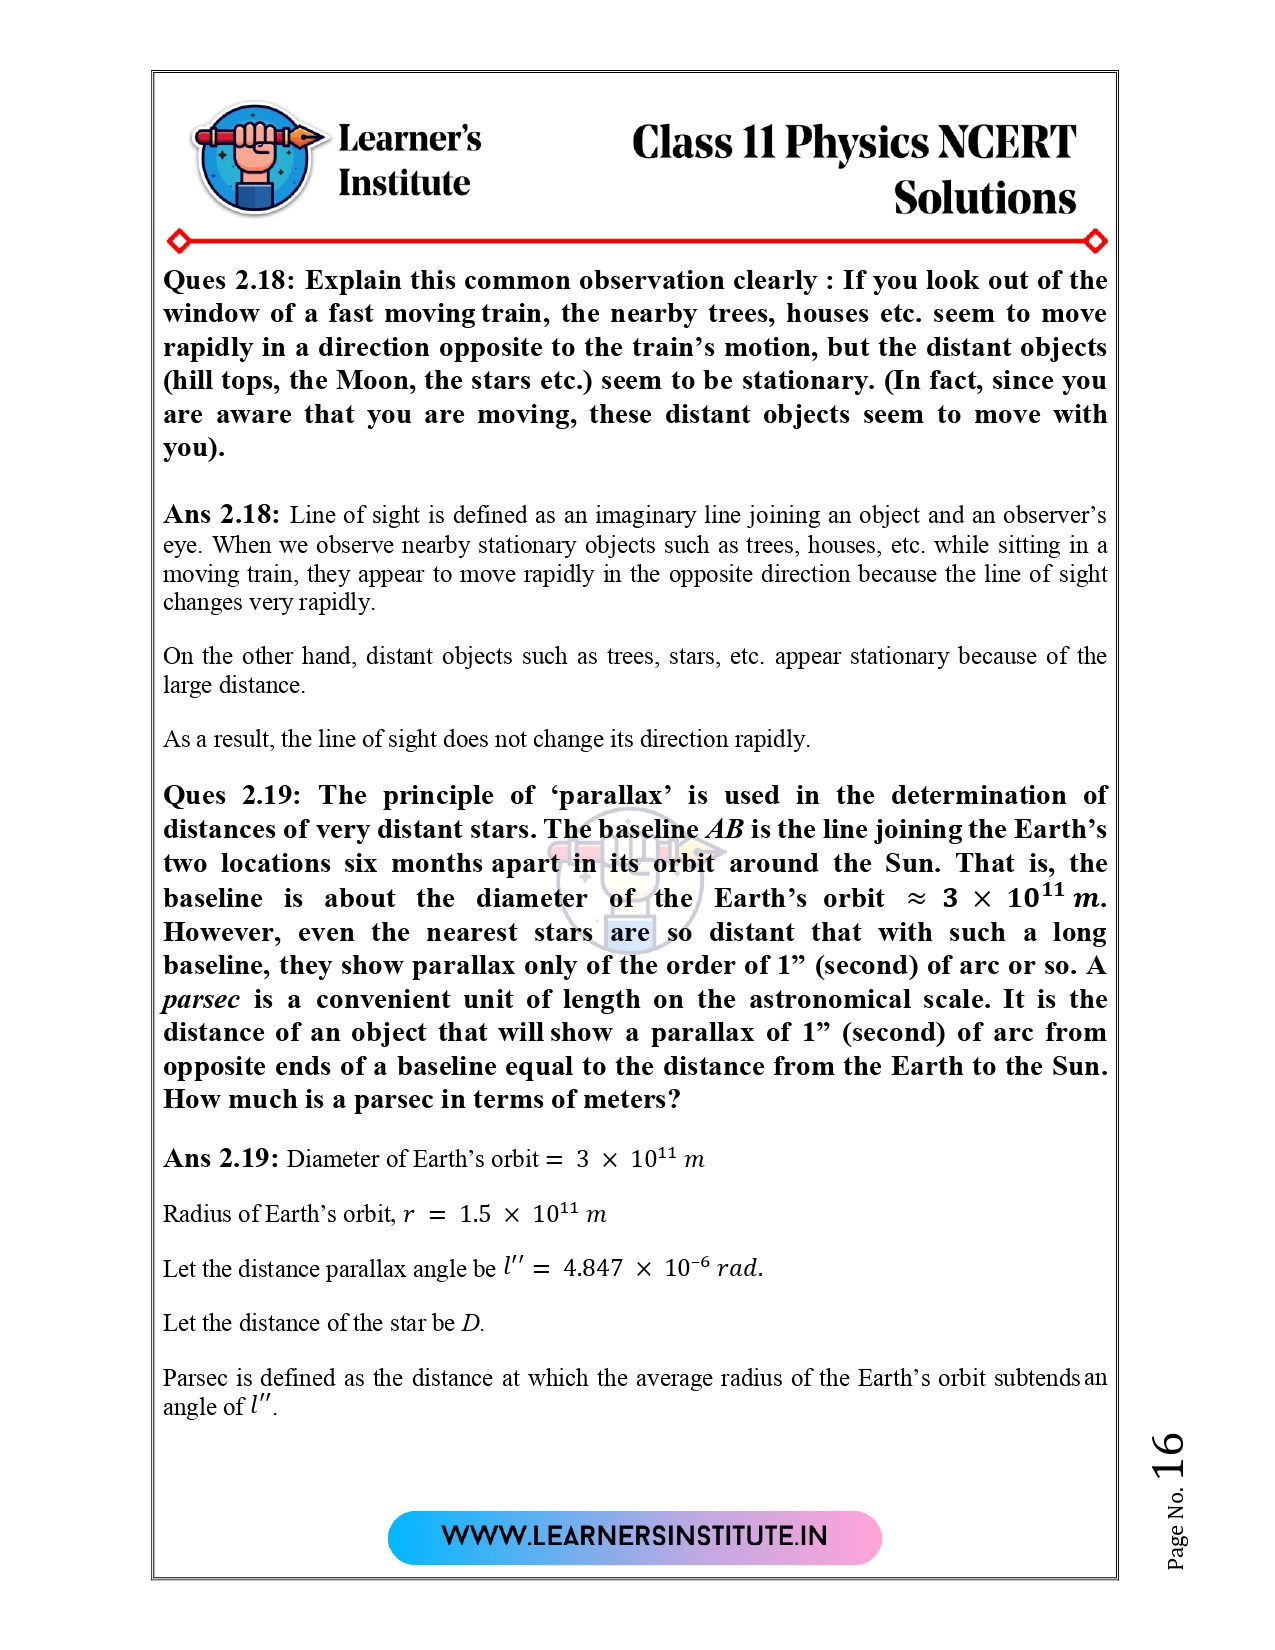 Learner's
Institute
Class 11 Physics NCERT
Solutions
Ques 2.18: Explain this common observation clearly : If you look out of the
window of a fast moving train, the nearby trees, houses etc. seem to move
rapidly in a direction opposite to the train’s motion, but the distant objects
(hill tops, the Moon, the stars etc.) seem to be stationary. (In fact, since you
are aware that you are moving, these distant objects seem to move with
you).
Ans 2.18: Line of sight is defined as an imaginary line joining an object and an observer’s
eye. When we observe nearby stationary objects such as trees, houses, etc. while sitting in a
moving train, they appear to move rapidly in the opposite direction because the line of sight
changes very rapidly.
On the other hand, distant objects such as trees, stars, etc. appear stationary because of the
large distance.
As a result, the line of sight does not change its direction rapidly.
Ques 2.19: The principle of ‘parallax’ is used in the determination of
distances of very distant stars. The baseline AB is the line joining the Earth’s
two locations six months apart in its orbit around the Sun. That is, the
baseline is about the diameter of the Earth’s orbit ≈ 3 × 10¹¹ m.
However, even the nearest stars are so distant that with such a long
baseline, they show parallax only of the order of 1” (second) of arc or so. A
parsec is a convenient unit of length on the astronomical scale. It is the
distance of an object that will show a parallax of 1” (second) of arc from
opposite ends of a baseline equal to the distance from the Earth to the Sun.
How much is a parsec in terms of meters?
Ans 2.19: Diameter of Earth’s orbit = 3 × 10¹¹ m
Radius of Earth’s orbit, r = 1.5 × 10¹¹ m
Let the distance parallax angle be l″ = 4.847 × 10⁻⁶ rad.
Let the distance of the star be D.
Parsec is defined as the distance at which the average radius of the Earth’s orbit subtends an
angle of l″.
WWW.LEARNERSINSTITUTE.IN
Page No. 16